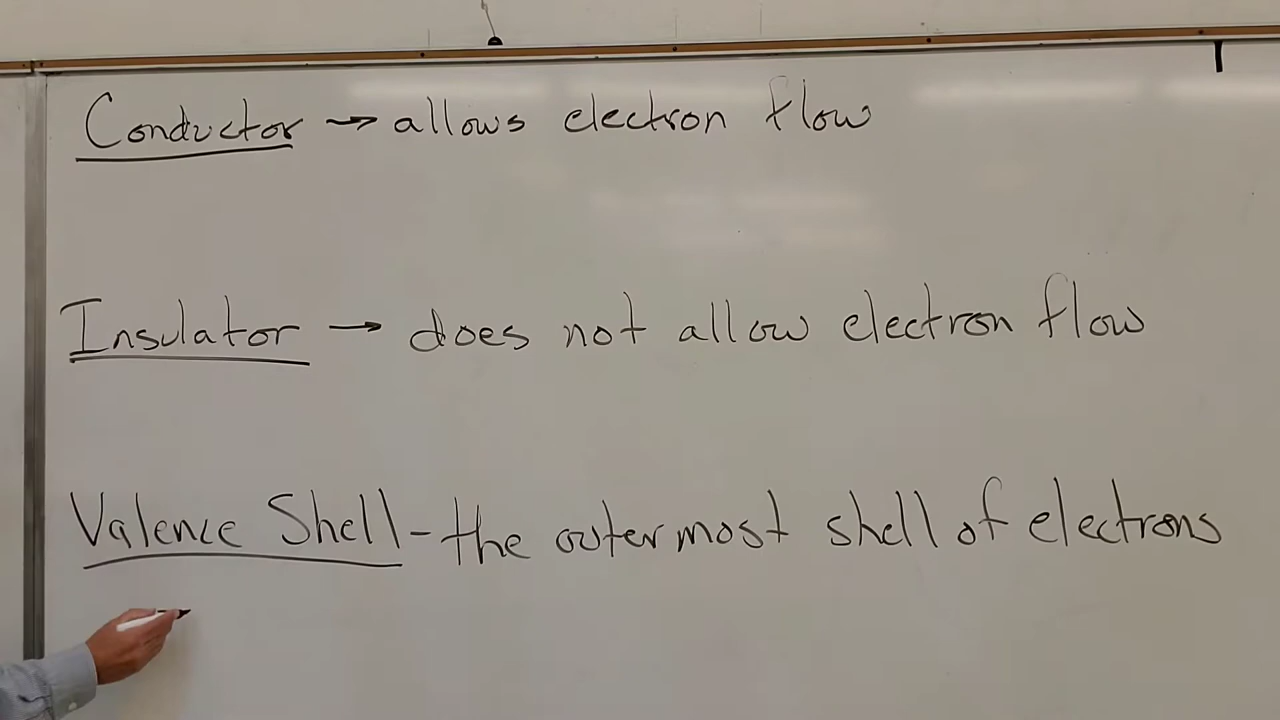 Conductor → allows electron flow
Insulator → does not allow electron flow
Valence Shell - the outermost shell of electrons